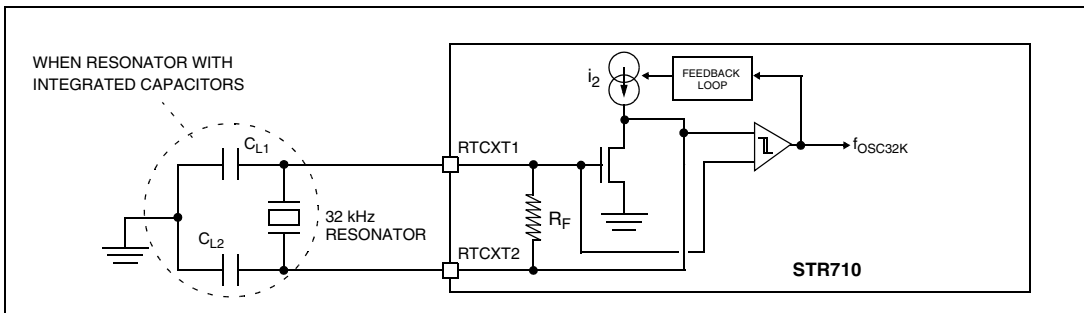 WHEN RESONATOR WITH
INTEGRATED CAPACITORS
i2
FEEDBACK
LOOP
CL1
RTCXT1
fOSC32K
32 kHz
RESONATOR
RF
CL2
RTCXT2
STR710